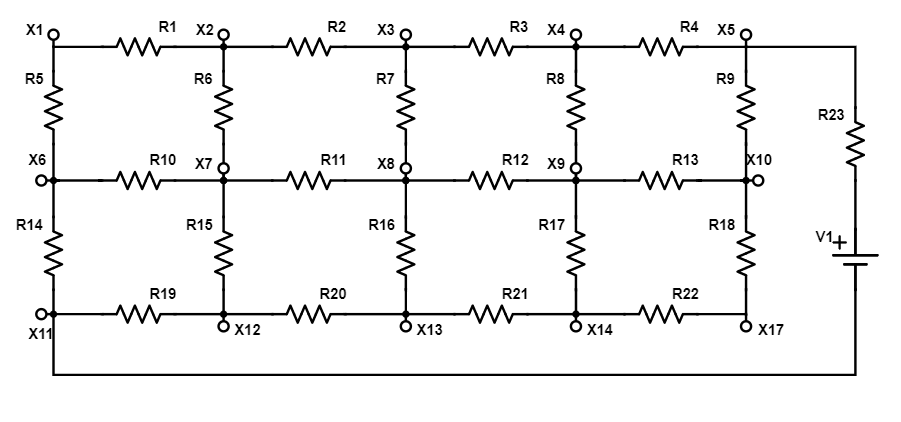 X1 R1 X2 R2 X3 R3 X4 R4 X5
R5 R6 R7 R8 R9
R23
X6 R10 X7 R11 X8 R12 X9 R13 X10
R14 R15 R16 R17 R18
V1 +
R19 R20 R21 R22
X11 X12 X13 X14 X17